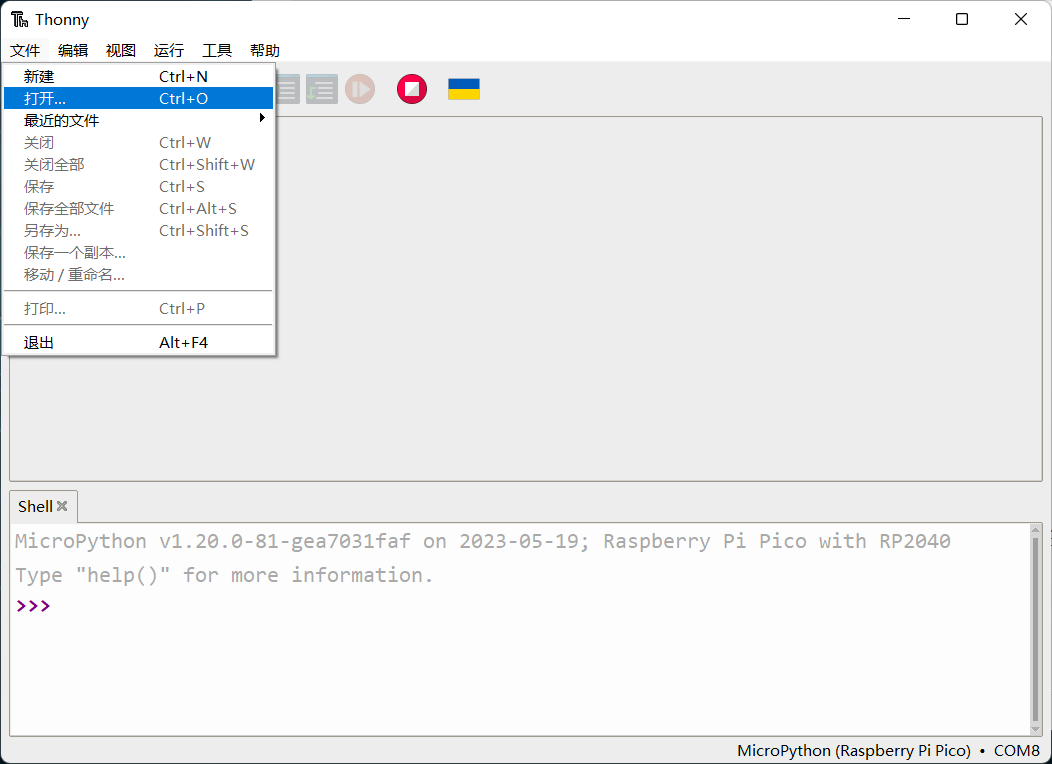 Thonny
文件 编辑 视图 运行 工具 帮助
新建 Ctrl+N
打开... Ctrl+O
最近的文件
关闭 Ctrl+W
关闭全部 Ctrl+Shift+W
保存 Ctrl+S
保存全部文件 Ctrl+Alt+S
另存为... Ctrl+Shift+S
保存一个副本...
移动 / 重命名...
打印... Ctrl+P
退出 Alt+F4
Shell
MicroPython v1.20.0-81-gea7031faf on 2023-05-19; Raspberry Pi Pico with RP2040
Type "help()" for more information.
>>>
MicroPython (Raspberry Pi Pico) • COM8